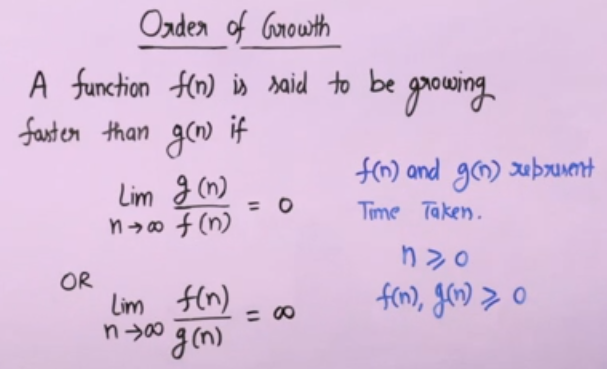 Order of Growth
A function f(n) is said to be growing
faster than g(n) if
Lim n→∞ g(n)/f(n) = 0
OR
Lim n→∞ f(n)/g(n) = ∞
f(n) and g(n) represent
Time Taken.
n ⩾ 0
f(n), g(n) ⩾ 0